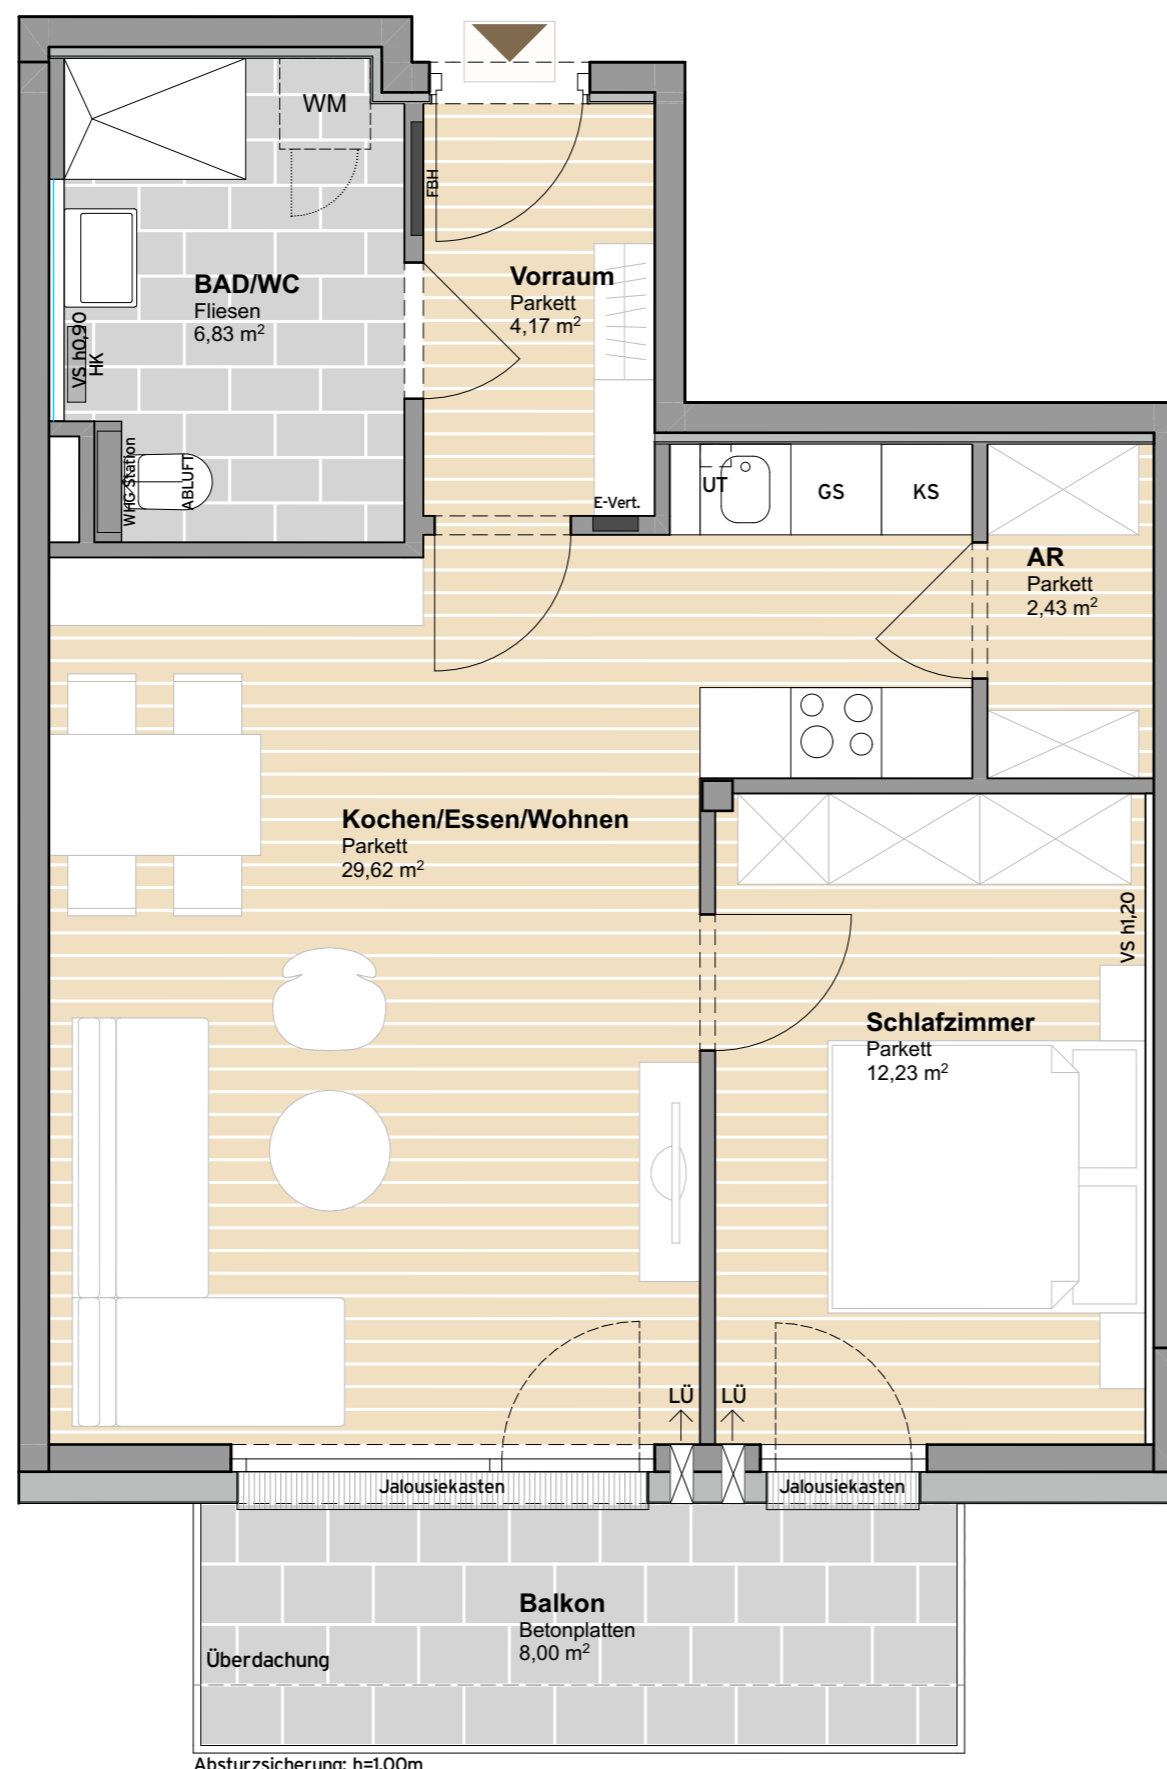 WM
FBH
BAD/WC
Fliesen
6,83 m²
Vorraum
Parkett
4,17 m²
VS h0,90
HK
WHG Station
ABLUFT
E-Vert.
UT
GS
KS
AR
Parkett
2,43 m²
Kochen/Essen/Wohnen
Parkett
29,62 m²
VS h1,20
Schlafzimmer
Parkett
12,23 m²
LÜ
LÜ
Jalousiekasten
Jalousiekasten
Balkon
Betonplatten
8,00 m²
Überdachung
Absturzsicherung: h=1,00m